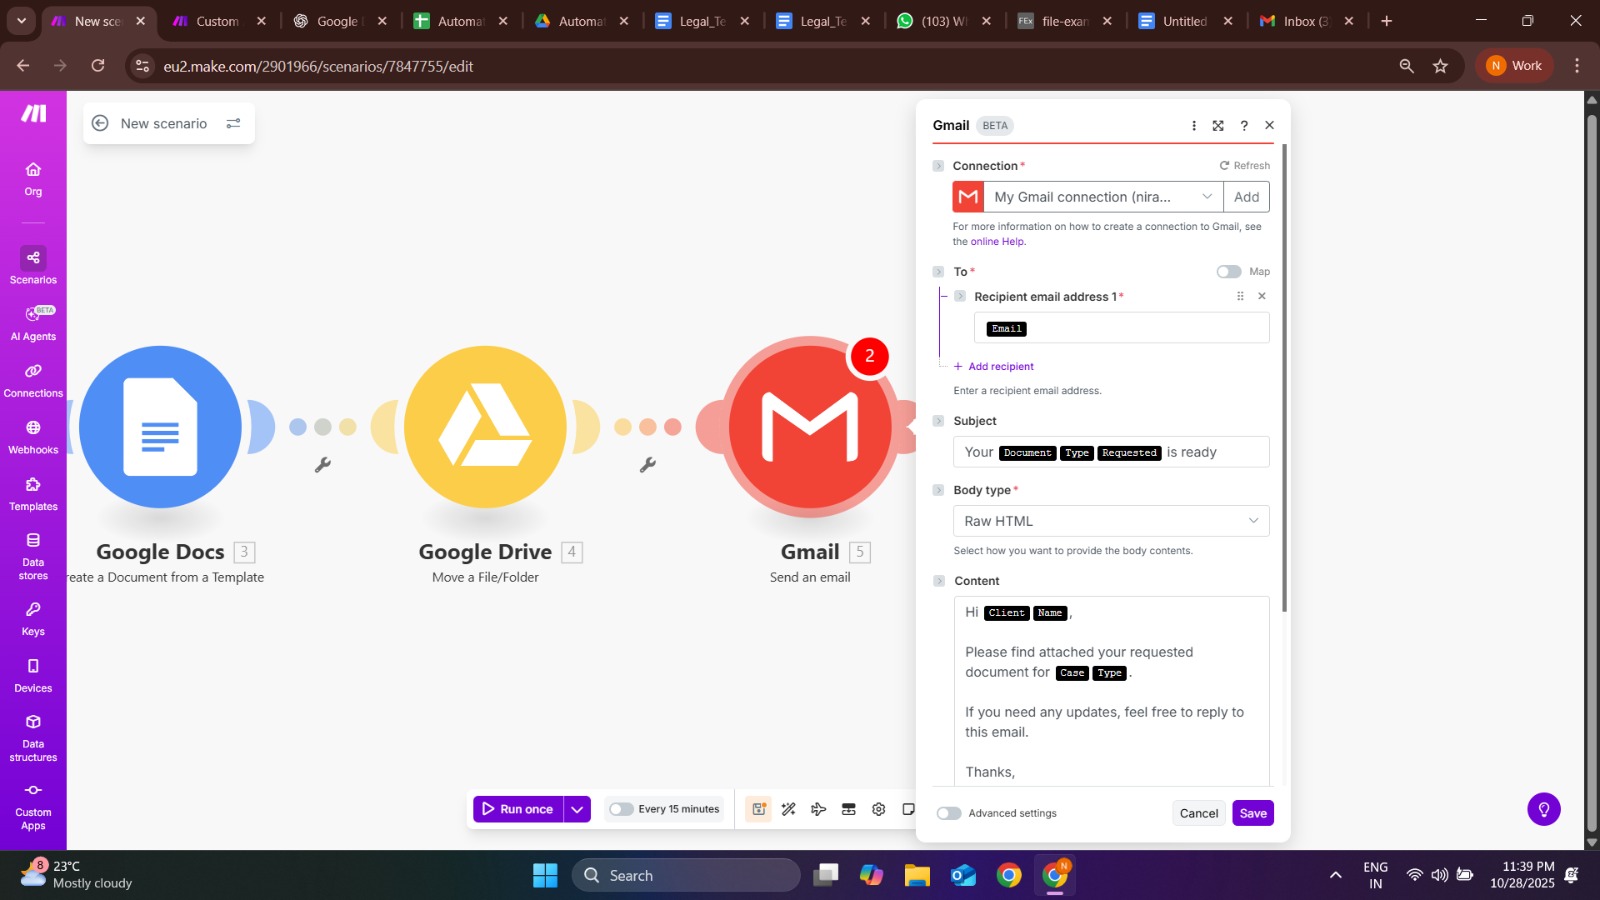 New scen
Custom
Google
Automat
Automat
Legal_Te
Legal_Te
(103) Wh
FEx
file-exam
Untitled
Inbox (3
eu2.make.com/2901966/scenarios/7847755/edit
N Work
New scenario
Org
Scenarios
BETA
AI Agents
Connections
Webhooks
Templates
Data stores
Keys
Devices
Data structures
Custom Apps
Google Docs 3
reate a Document from a Template
Google Drive 4
Move a File/Folder
2
Gmail 5
Send an email
Run once
Every 15 minutes
Gmail BETA
?
Connection*
Refresh
My Gmail connection (nira...
Add
For more information on how to create a connection to Gmail, see
the online Help.
To*
Map
Recipient email address 1*
Email
+ Add recipient
Enter a recipient email address.
Subject
Your Document Type Requested is ready
Body type*
Raw HTML
Select how you want to provide the body contents.
Content
Hi Client Name,
Please find attached your requested
document for Case Type.
If you need any updates, feel free to reply to
this email.
Thanks,
Advanced settings
Cancel
Save
8
23°C
Mostly cloudy
Search
N
ENG
IN
11:39 PM
10/28/2025